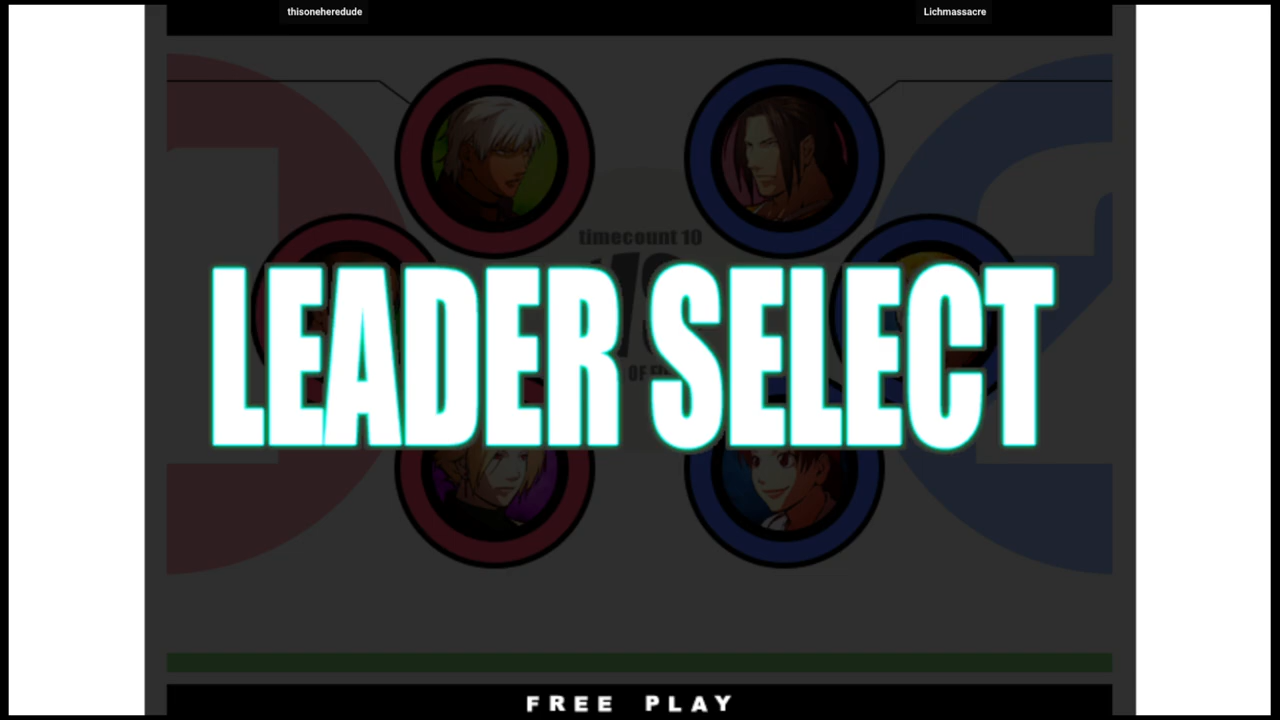 thisoneheredude
Lichmassacre
timecount 10
LEADER SELECT
FREE PLAY